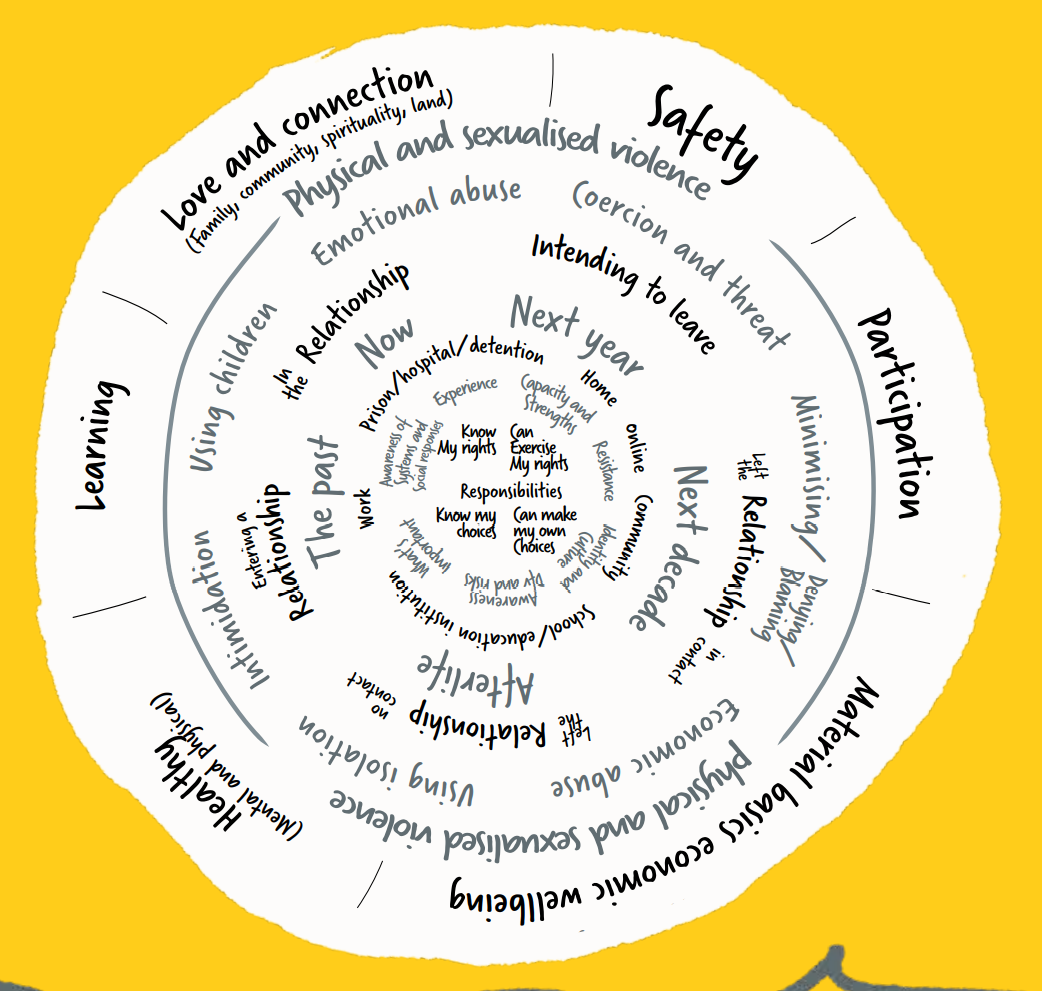 Love and connection
(Family, community, spirituality, land)
Safety
Participation
Material basics economic wellbeing
Healthy
(Mental and physical)
Learning
Physical and sexualised violence
physical and sexualised violence
Emotional abuse
Coercion and threat
Minimising/
Denying/
Blaming
Economic abuse
Using isolation
Intimidation
Using children
In
the Relationship
Intending to leave
Left
the Relationship in
contact
Left
the Relationship no
contact
Entering a
Relationship
Now
Next year
Next decade
Afterlife
The past
Prison/hospital/detention
Home
online
Community
School/education institution
Work
Experience
Capacity and
Strengths
Resistance
Identity and
Culture
Awareness
Dfv and risks
What's
important
Awareness of
Systems and
Social responses
Know
My rights
Can
Exercise
My rights
Responsibilities
Know my
choices
Can make
my own
Choices